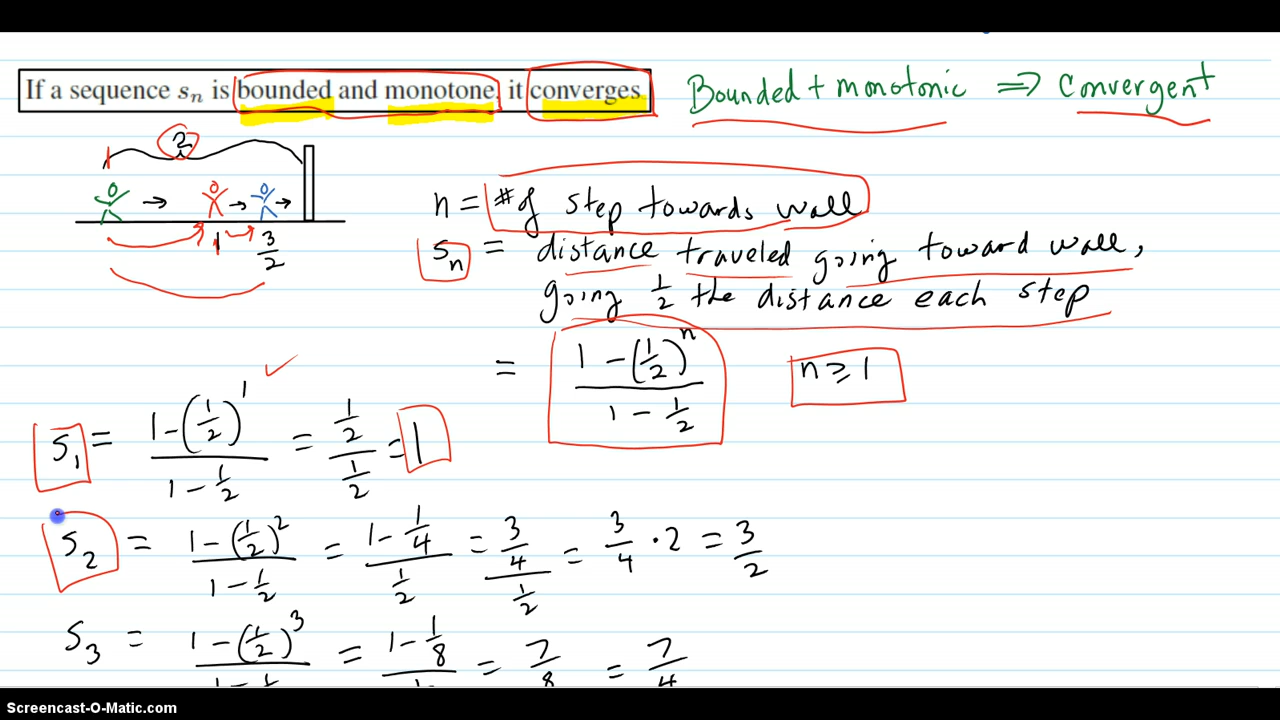 If a sequence sₙ is bounded and monotone, it converges.
Bounded + monotonic ⟹ Convergent
2
1
3/2
n = # of step towards wall
sₙ = distance traveled going toward wall,
going 1/2 the distance each step
= (1 - (1/2)ⁿ)/(1 - 1/2) n ≥ 1
s₁ = (1 - (1/2)¹)/(1 - 1/2) = (1/2)/(1/2) = 1
s₂ = (1 - (1/2)²)/(1 - 1/2) = (1 - 1/4)/(1/2) = (3/4)/(1/2) = 3/4 · 2 = 3/2
s₃ = (1 - (1/2)³)/(1 - 1/ = (1 - 1/8)/1 = 7/8 = 7/4
Screencast-O-Matic.com